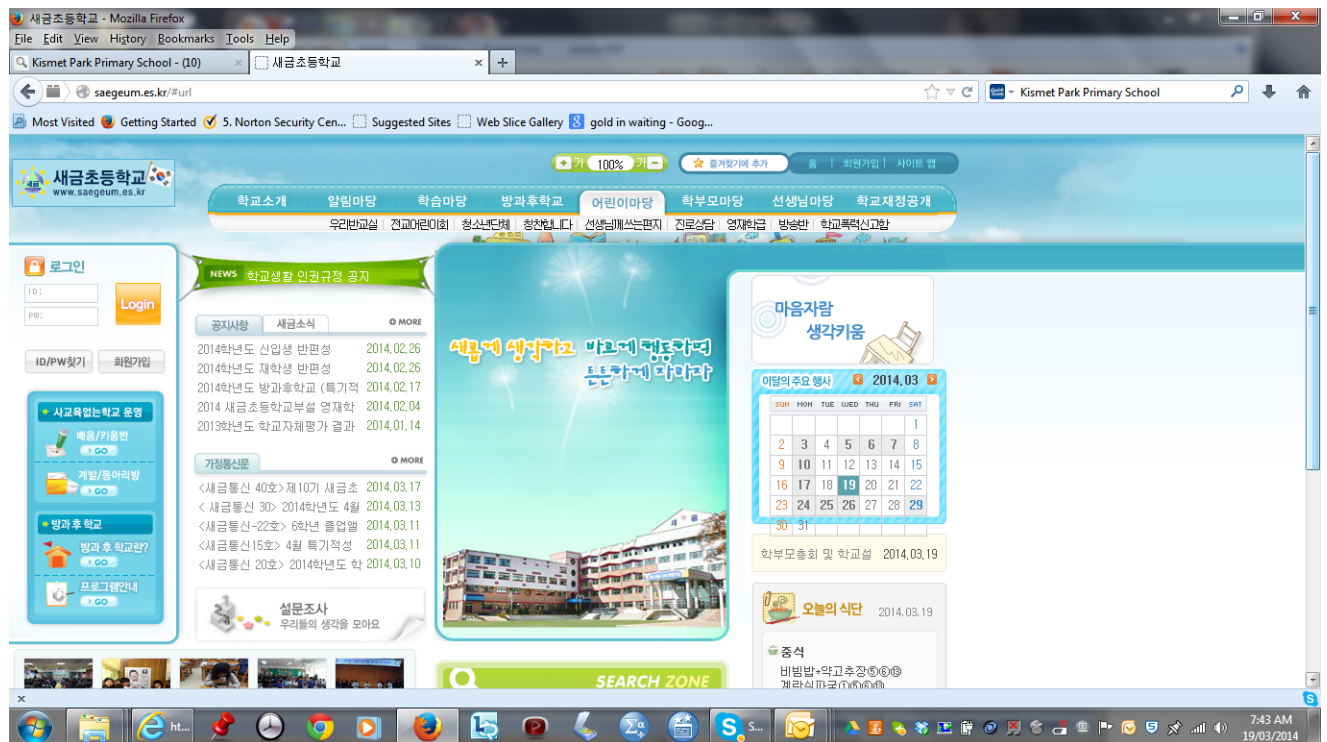 새금초등학교 - Mozilla Firefox
File Edit View History Bookmarks Tools Help
Kismet Park Primary School - (10) × 새금초등학교 × +
saegeum.es.kr/#url
Kismet Park Primary School
Most Visited Getting Started 5. Norton Security Cen... Suggested Sites Web Slice Gallery gold in waiting - Goog...
+ 가 100% 가 - 즐겨찾기에 추가 홈 | 회원가입 | 사이트 맵
새금초등학교
www.saegeum.es.kr
학교소개 알림마당 학습마당 방과후학교 어린이마당 학부모마당 선생님마당 학교재정공개
우리반교실 전교어린이회 청소년단체 칭찬합니다 선생님께쓰는편지 진로상담 영재학급 방송반 학교폭력신고함
로그인
ID:
PW:
Login
ID/PW찾기 회원가입
사교육없는학교 운영
배움/키움반
GO
계발/동아리방
GO
방과 후 학교
방과 후 학교란?
GO
프로그램안내
GO
NEWS 학교생활 인권규정 공지
공지사항 새금소식 MORE
2014학년도 신입생 반편성 2014.02.26
2014학년도 재학생 반편성 2014.02.26
2014학년도 방과후학교 (특기적 2014.02.17
2014 새금초등학교부설 영재학 2014.02.04
2013학년도 학교자체평가 결과 2014.01.14
가정통신문 MORE
<새금통신 40호>제10기 새금초 2014.03.17
< 새금통신 30> 2014학년도 4월 2014.03.13
<새금통신-22호> 6학년 졸업앨 2014.03.11
<새금통신15호> 4월 특기적성 2014.03.11
<새금통신 20호> 2014학년도 학 2014.03.10
설문조사
우리들의 생각을 모아요
새롭게 생각하고 바르게 행동하며
튼튼하게 자라자
SEARCH ZONE
마음자람
생각키움
이달의 주요 행사 2014.03
SUN MON TUE WED THU FRI SAT
1
2 3 4 5 6 7 8
9 10 11 12 13 14 15
16 17 18 19 20 21 22
23 24 25 26 27 28 29
30 31
학부모총회 및 학교설 2014.03.19
오늘의 식단 2014.03.19
중식
비빔밥+약고추장⑤⑥⑬
계란실파국①⑤⑥⑬
ht...
S...
7:43 AM
19/03/2014